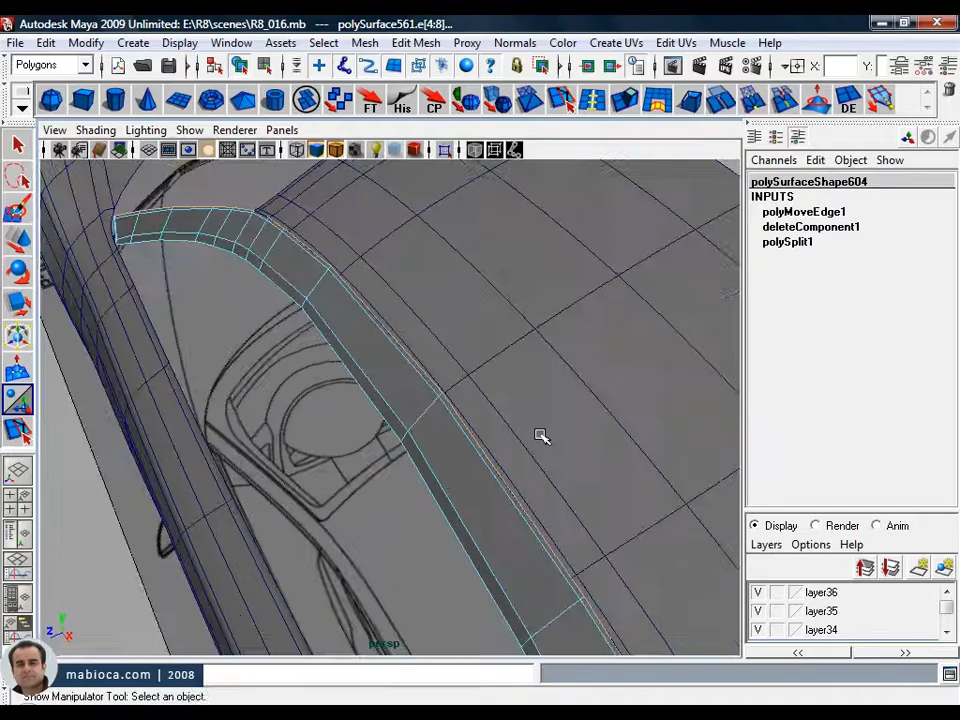 Autodesk Maya 2009 Unlimited: E:\R8\scenes\R8_016.mb --- polySurface561.e[4:8]...
File Edit Modify Create Display Window Assets Select Mesh Edit Mesh Proxy Normals Color Create UVs Edit UVs Muscle Help
Polygons X: Y:
FT His CP DE
View Shading Lighting Show Renderer Panels
Channels Edit Object Show
polySurfaceShape604
INPUTS
polyMoveEdge1
deleteComponent1
polySplit1
Display Render Anim
Layers Options Help
V layer36
V layer35
V layer34
<< >>
y
z x
persp
mabioca.com | 2008
Show Manipulator Tool: Select an object.